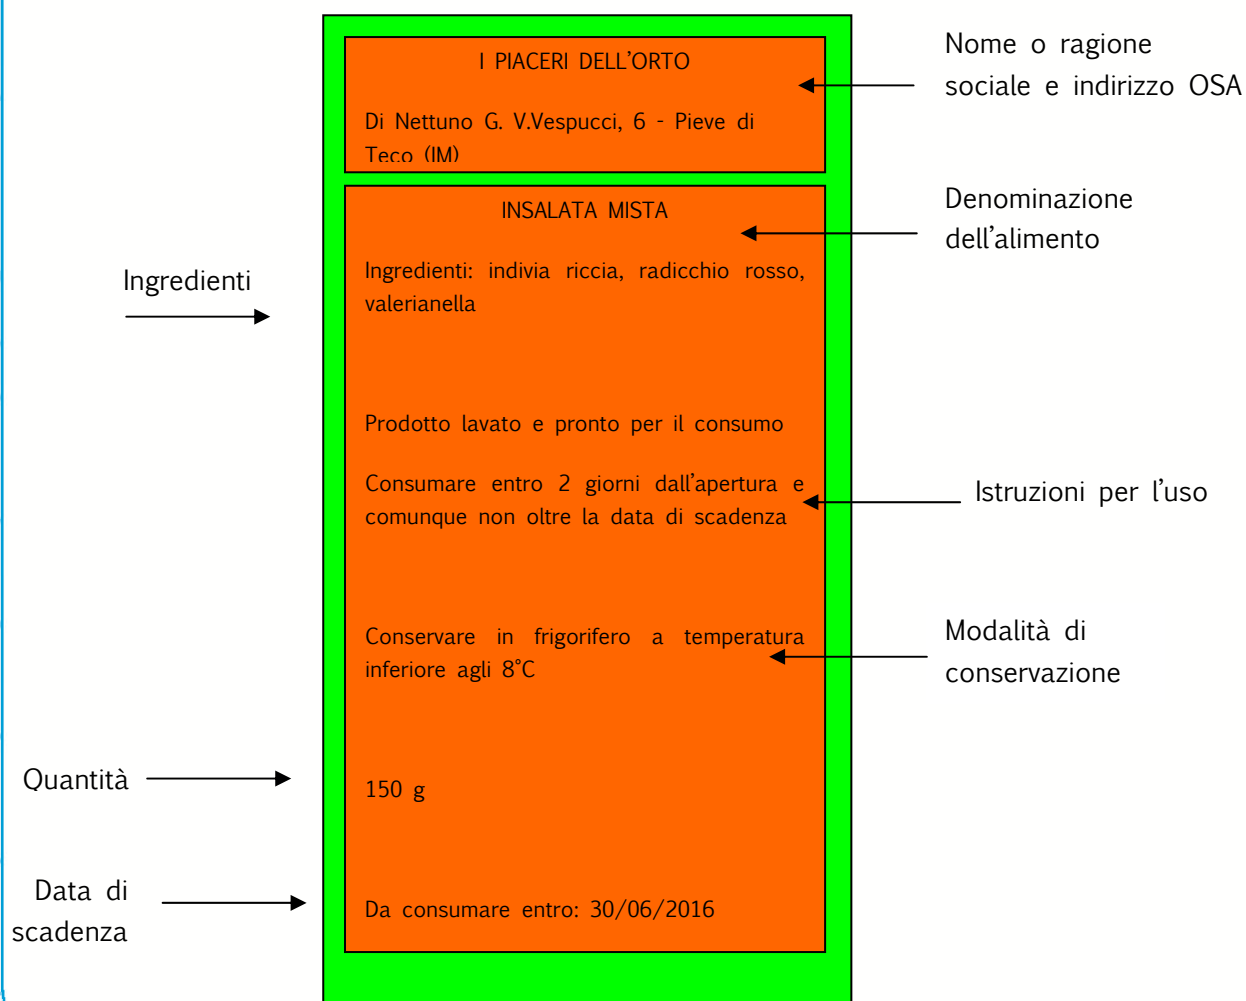 Nome o ragione
sociale e indirizzo OSA
I PIACERI DELL'ORTO
Di Nettuno G. V.Vespucci, 6 - Pieve di
Teco (IM)
Denominazione
dell'alimento
INSALATA MISTA
Ingredienti
Ingredienti: indivia riccia, radicchio rosso,
valerianella
Prodotto lavato e pronto per il consumo
Consumare entro 2 giorni dall'apertura e
comunque non oltre la data di scadenza
Istruzioni per l'uso
Conservare in frigorifero a temperatura
inferiore agli 8°C
Modalità di
conservazione
Quantità
150 g
Data di
scadenza
Da consumare entro: 30/06/2016